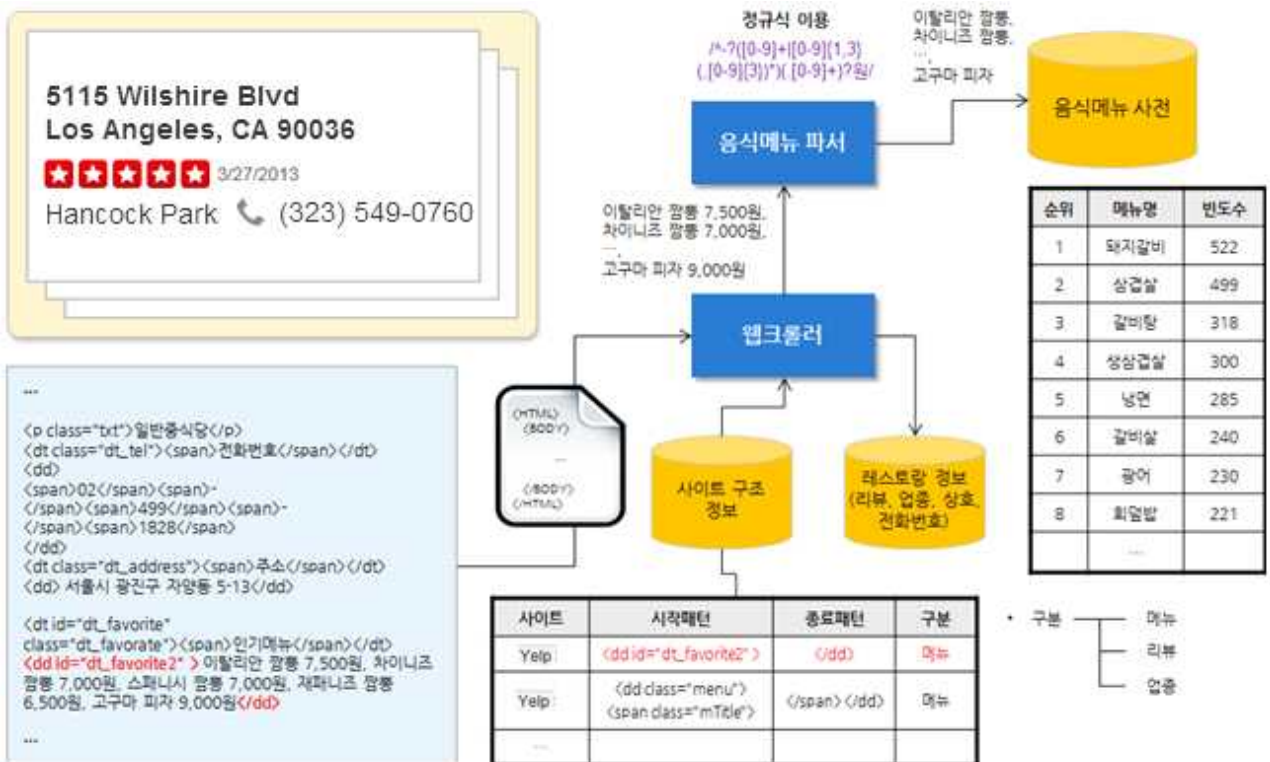 5115 Wilshire Blvd
Los Angeles, CA 90036
3/27/2013
Hancock Park (323) 549-0760
...
<p class="txt">일반중식당</p>
<dt class="dt_tel"><span>전화번호</span></dt>
<dd>
<span>02</span><span>-
</span><span>499</span><span>-
</span><span>1828</span>
</dd>
<dt class="dt_address"><span>주소</span></dt>
<dd> 서울시 광진구 자양동 5-13</dd>
<dt id="dt_favorite"
class="dt_favorate"><span>인기메뉴</span></dt>
<dd id="dt_favorite2" > 이탈리안 짬뽕 7,500원, 차이니즈
짬뽕 7,000원, 스패니시 짬뽕 7,000원, 재패니즈 짬뽕
6,500원, 고구마 피자 9,000원</dd>
...
정규식 이용
/^-?([0-9]+|[0-9]{1,3}
(,[0-9]{3})*)(.[0-9]+)?원/
이탈리안 짬뽕,
차이니즈 짬뽕,
...,
고구마 피자
음식메뉴 파서
음식메뉴 사전
이탈리안 짬뽕 7,500원,
차이니즈 짬뽕 7,000원,
...,
고구마 피자 9,000원
웹크롤러
<HTML>
<BODY>
...
</BODY>
</HTML>
사이트 구조
정보
레스토랑 정보
(리뷰, 업종, 상호,
전화번호)
순위 메뉴명 빈도수
1 돼지갈비 522
2 삼겹살 499
3 갈비탕 318
4 생삼겹살 300
5 냉면 285
6 갈비살 240
7 광어 230
8 회덮밥 221
...
사이트 시작패턴 종료패턴 구분
Yelp <dd id="dt_favorite2" > </dd> 메뉴
Yelp <dd class="menu">
<span class="mTitle"> </span></dd> 메뉴
...
• 구분 메뉴
리뷰
업종